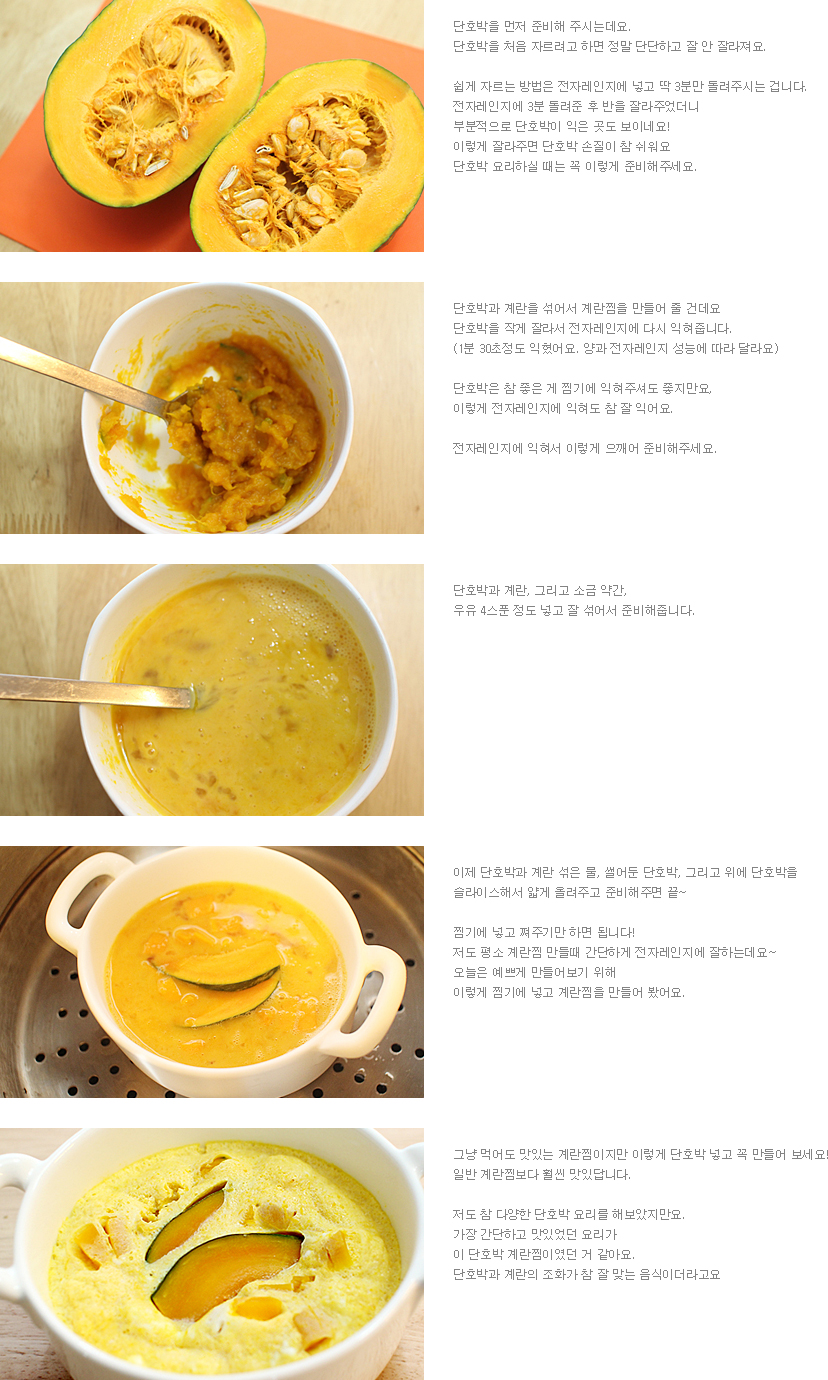 단호박을 먼저 준비해 주시는데요.
단호박을 처음 자르려고 하면 정말 단단하고 잘 안 잘라져요.
쉽게 자르는 방법은 전자레인지에 넣고 딱 3분만 돌려주시는 겁니다.
전자레인지에 3분 돌려준 후 반을 잘라주었더니
부분적으로 단호박이 익은 곳도 보이네요!
이렇게 잘라주면 단호박 손질이 참 쉬워요
단호박 요리하실 때는 꼭 이렇게 준비해주세요.
단호박과 계란을 섞어서 계란찜을 만들어 줄 건데요
단호박을 작게 잘라서 전자레인지에 다시 익혀줍니다.
(1분 30초정도 익혔어요. 양과 전자레인지 성능에 따라 달라요)
단호박은 참 좋은 게 찜기에 익혀주셔도 좋지만요,
이렇게 전자레인지에 익혀도 참 잘 익어요.
전자레인지에 익혀서 이렇게 으깨어 준비해주세요.
단호박과 계란, 그리고 소금 약간,
우유 4스푼 정도 넣고 잘 섞어서 준비해줍니다.
이제 단호박과 계란 섞은 물, 썰어둔 단호박, 그리고 위에 단호박을
슬라이스해서 얇게 올려주고 준비해주면 끝~
찜기에 넣고 쪄주기만 하면 됩니다!
저도 평소 계란찜 만들때 간단하게 전자레인지에 잘하는데요~
오늘은 예쁘게 만들어보기 위해
이렇게 찜기에 넣고 계란찜을 만들어 봤어요.
그냥 먹어도 맛있는 계란찜이지만 이렇게 단호박 넣고 꼭 만들어 보세요!
일반 계란찜보다 훨씬 맛있답니다.
저도 참 다양한 단호박 요리를 해보았지만요.
가장 간단하고 맛있었던 요리가
이 단호박 계란찜이였던 거 같아요.
단호박과 계란의 조화가 참 잘 맞는 음식이더라고요